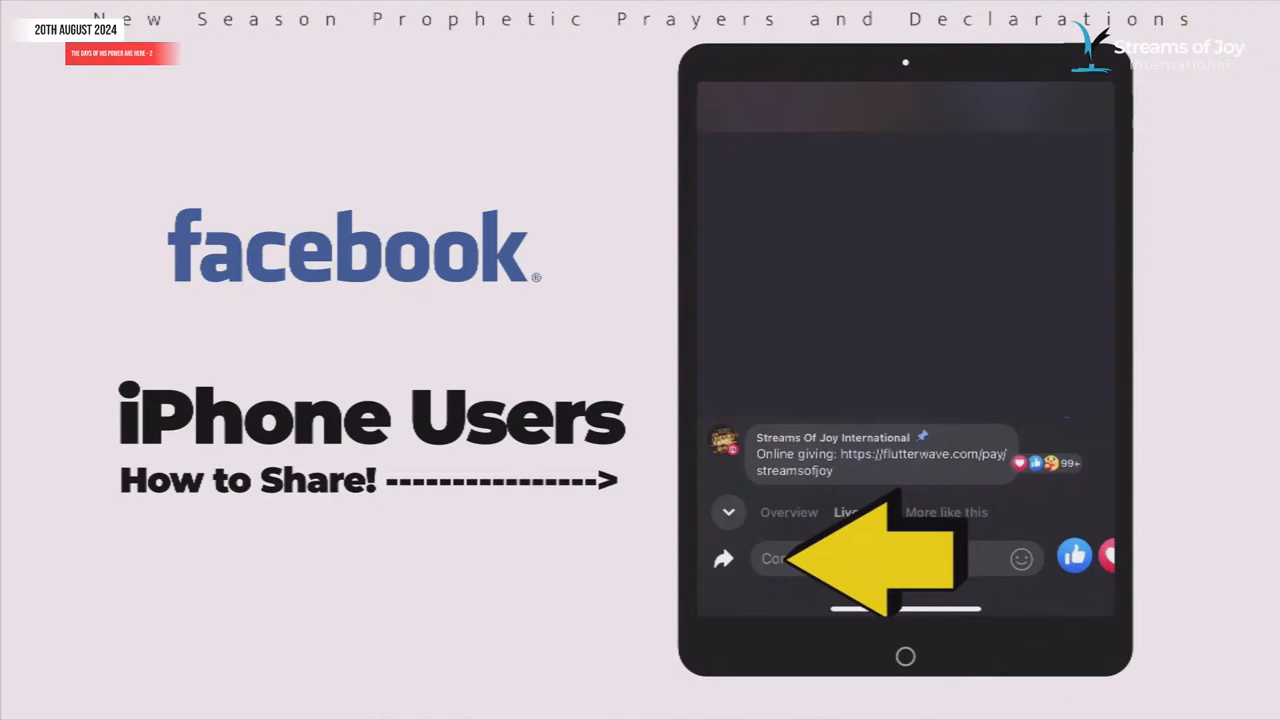 New Season Prophetic Prayers and Declarations
20TH AUGUST 2024
THE DAYS OF HIS POWER ARE HERE - 2
Streams of Joy
International
facebook®
iPhone Users
How to Share! ---------------->
Streams Of Joy International
Online giving: https://flutterwave.com/pay/
streamsofjoy
99+
Overview
More like this